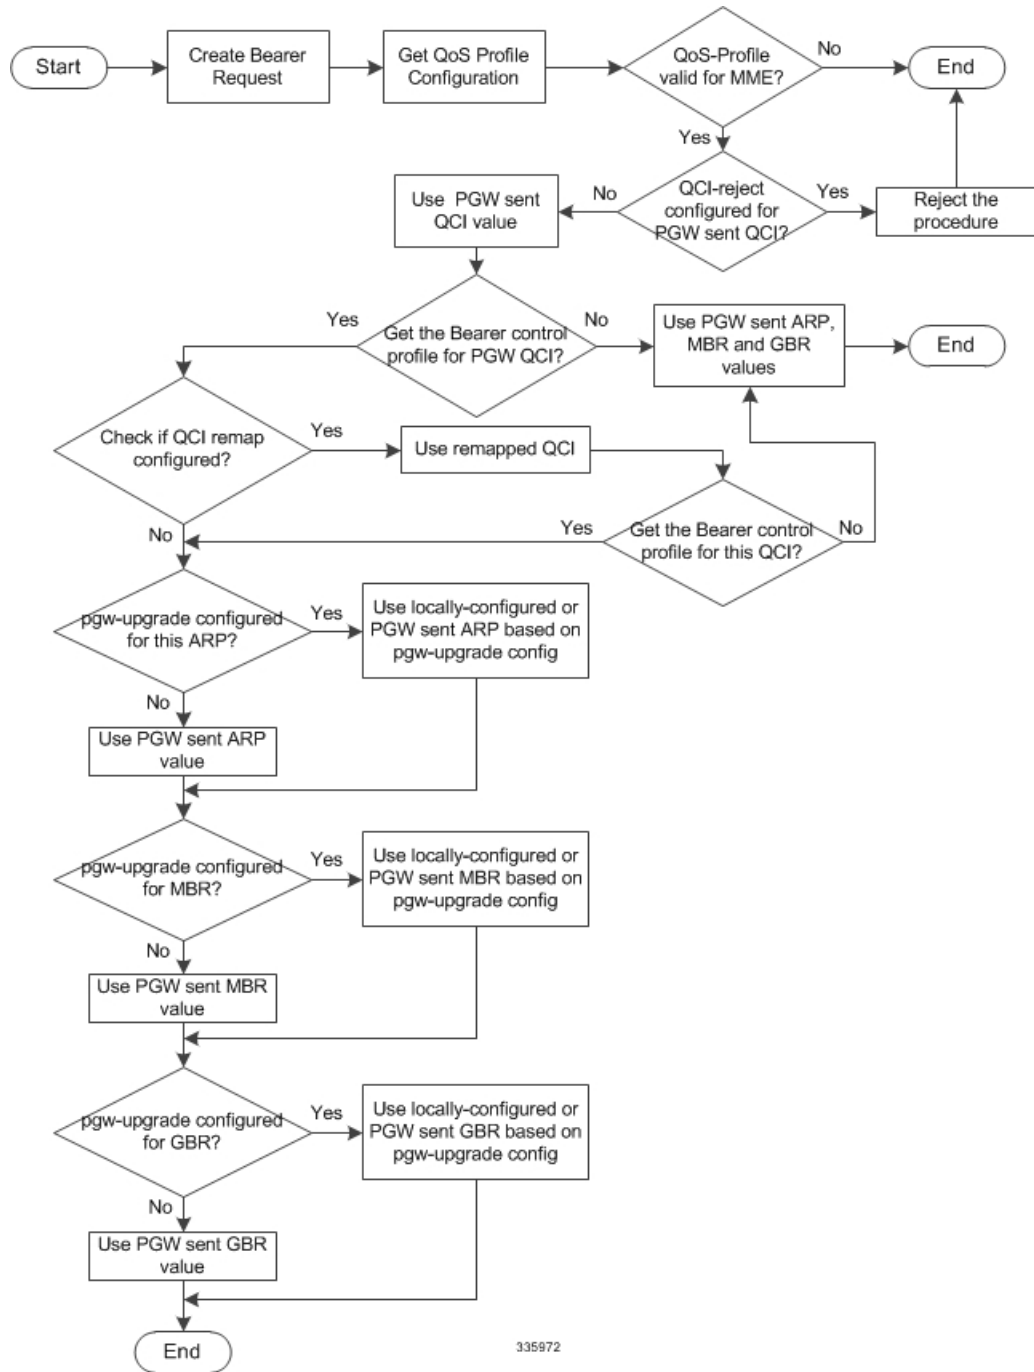 Start
Create Bearer
Request
Get QoS Profile
Configuration
QoS-Profile
valid for MME?
No
End
Yes
QCI-reject
configured for
PGW sent QCI?
No
Yes
Use PGW sent
QCI value
Reject the
procedure
Get the Bearer control
profile for PGW QCI?
Yes
No
Use PGW sent ARP,
MBR and GBR
values
End
Check if QCI remap
configured?
Yes
Use remapped QCI
No
Get the Bearer control
profile for this QCI?
Yes
No
pgw-upgrade configured
for this ARP?
Yes
Use locally-configured or
PGW sent ARP based on
pgw-upgrade config
No
Use PGW sent ARP
value
pgw-upgrade configured
for MBR?
Yes
Use locally-configured or
PGW sent MBR based on
pgw-upgrade config
No
Use PGW sent MBR
value
pgw-upgrade configured
for GBR?
Yes
Use locally-configured or
PGW sent GBR based on
pgw-upgrade config
No
Use PGW sent GBR
value
End
335972